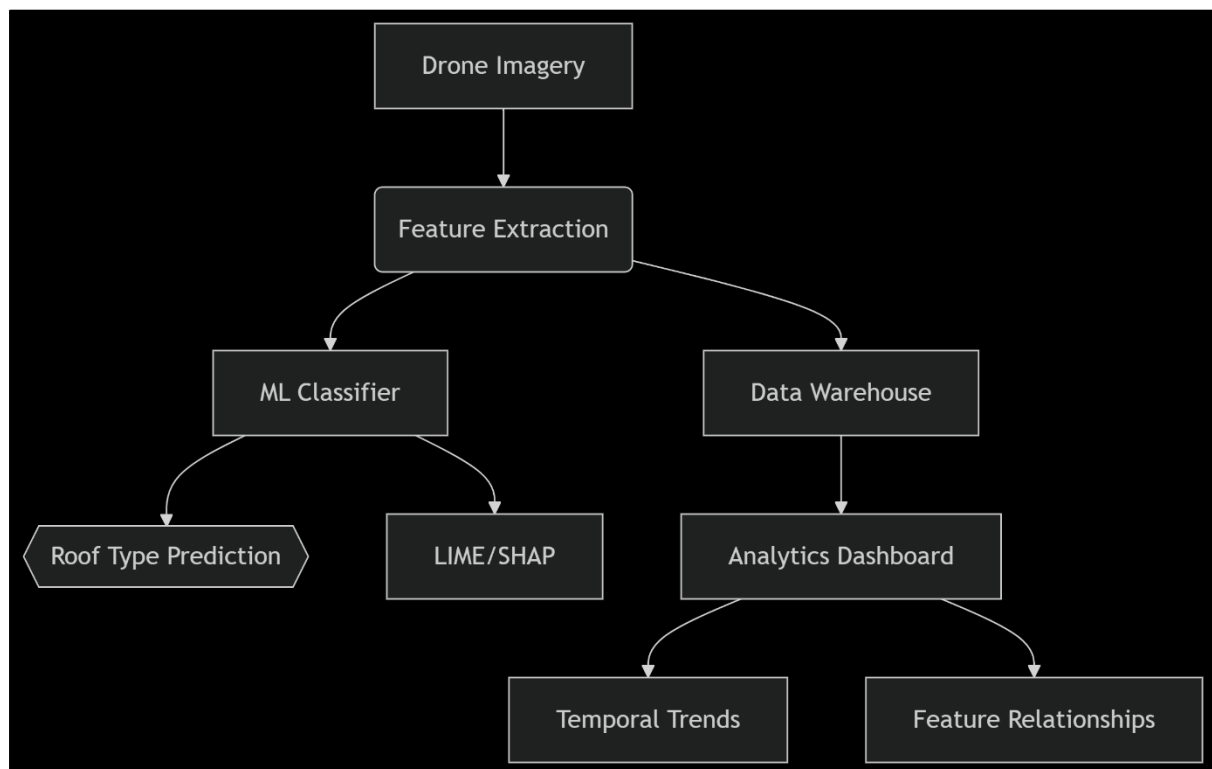 Drone Imagery
Feature Extraction
ML Classifier
Data Warehouse
Roof Type Prediction
LIME/SHAP
Analytics Dashboard
Temporal Trends
Feature Relationships